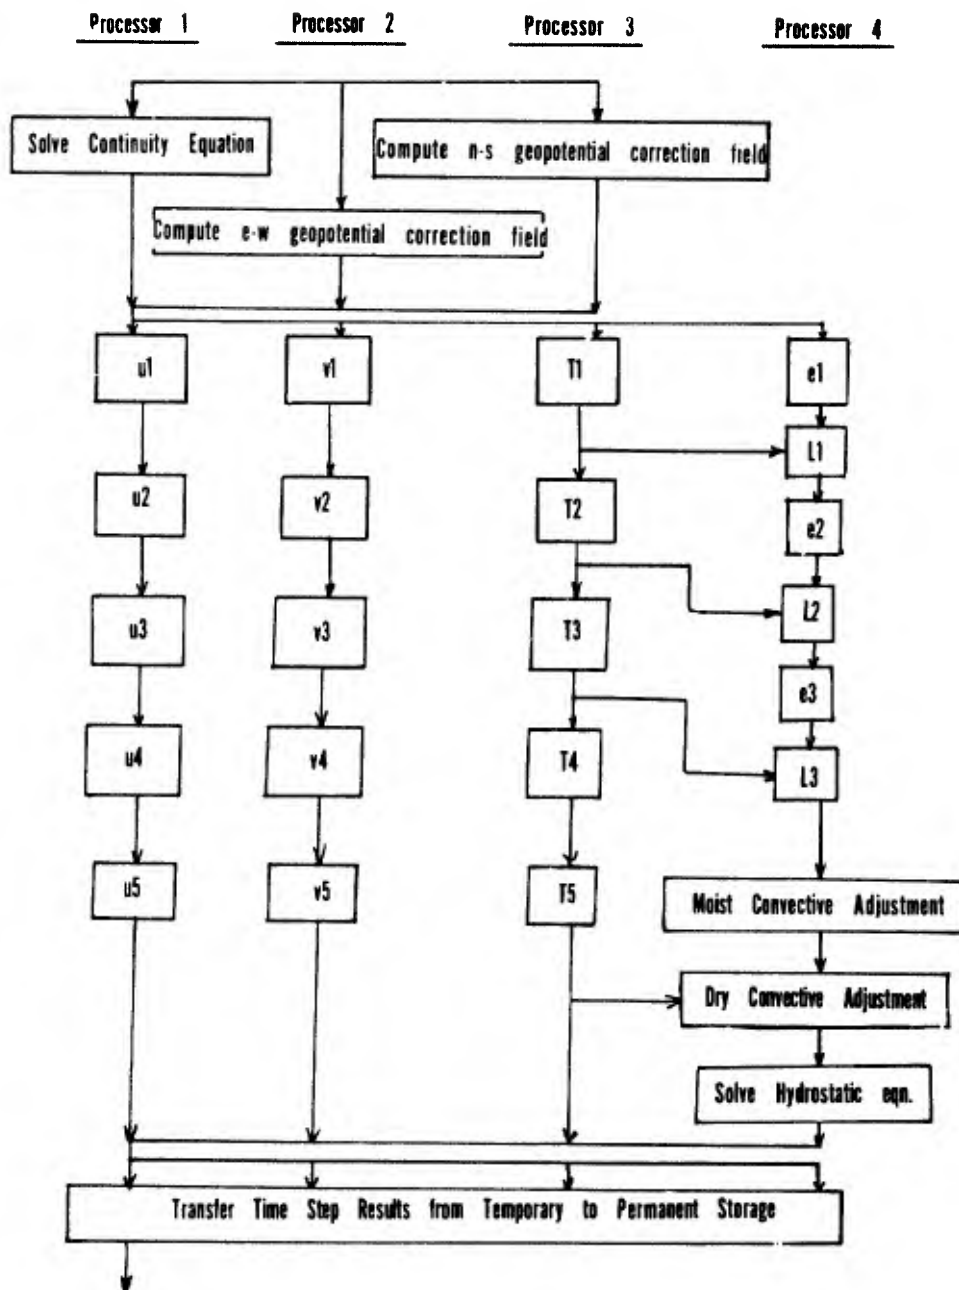 Processor 1 Processor 2 Processor 3 Processor 4
Solve Continuity Equation
Compute n-s geopotential correction field
Compute e-w geopotential correction field
u1 v1 T1 e1
L1
u2 v2 T2 e2
u3 v3 T3 L2
e3
u4 v4 T4 L3
u5 v5 T5 Moist Convective Adjustment
Dry Convective Adjustment
Solve Hydrostatic eqn.
Transfer Time Step Results from Temporary to Permanent Storage